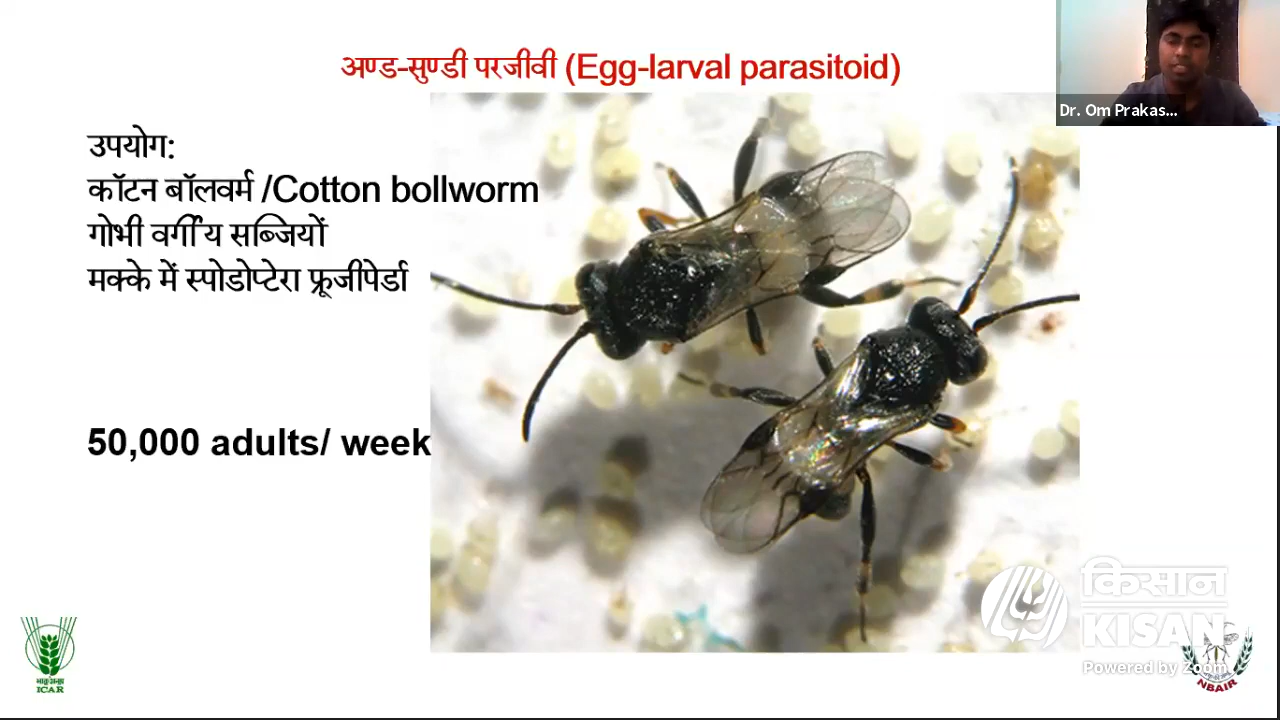 अण्ड-सुण्डी परजीवी (Egg-larval parasitoid)
Dr. Om Prakas...
उपयोग:
कॉटन बॉलवर्म /Cotton bollworm
गोभी वर्गीय सब्जियों
मक्के में स्पोडोप्टेरा फ्रूजीपेर्डा
50,000 adults/ week
किसान
KISAN
Powered by Zoom
भाकृअनुप
ICAR
NBAIR